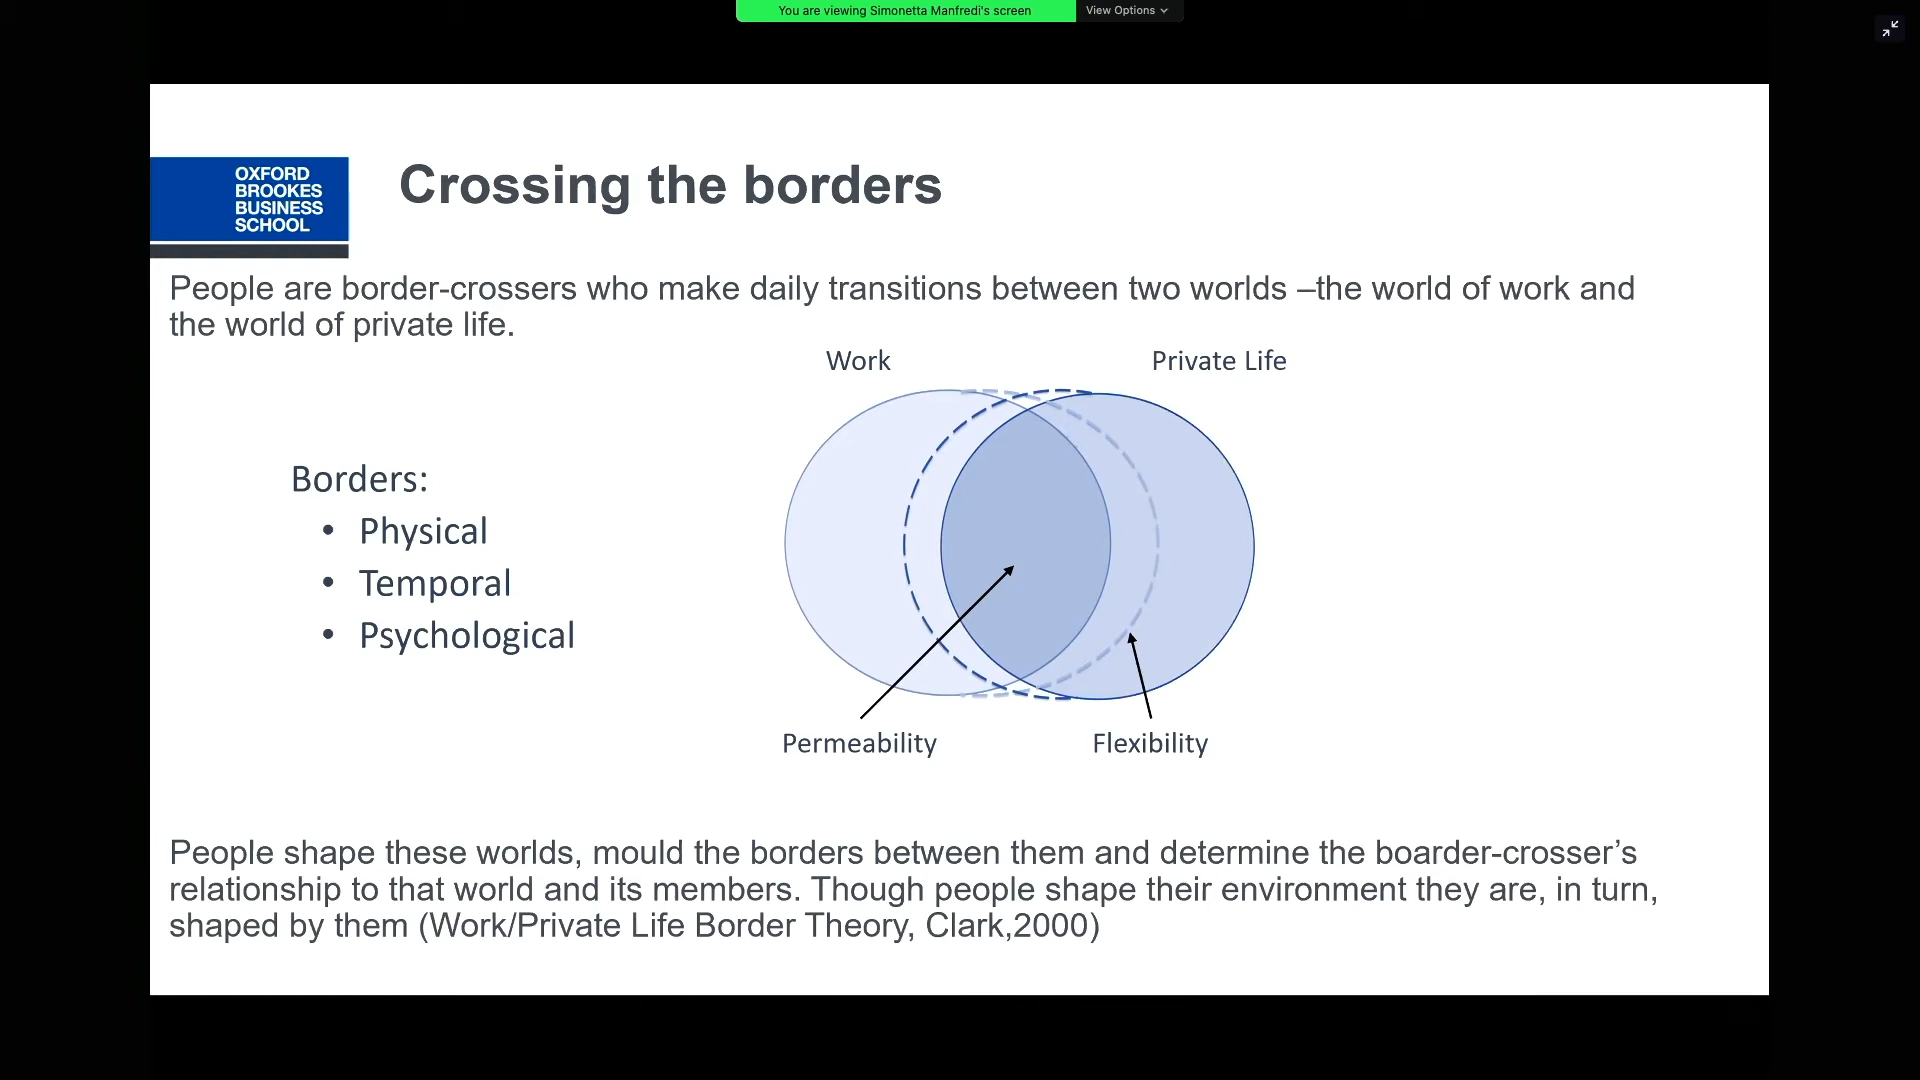 You are viewing Simonetta Manfredi's screen
View Options
OXFORD
BROOKES
BUSINESS
SCHOOL
Crossing the borders
People are border-crossers who make daily transitions between two worlds –the world of work and
the world of private life.
Work
Private Life
Borders:
• Physical
• Temporal
• Psychological
Permeability
Flexibility
People shape these worlds, mould the borders between them and determine the boarder-crosser’s
relationship to that world and its members. Though people shape their environment they are, in turn,
shaped by them (Work/Private Life Border Theory, Clark,2000)